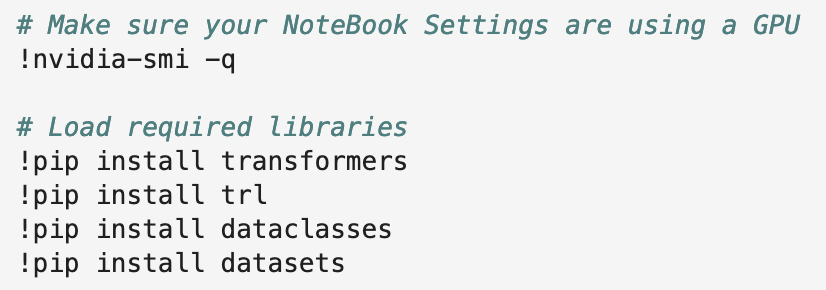 # Make sure your NoteBook Settings are using a GPU
!nvidia-smi -q
# Load required libraries
!pip install transformers
!pip install trl
!pip install dataclasses
!pip install datasets